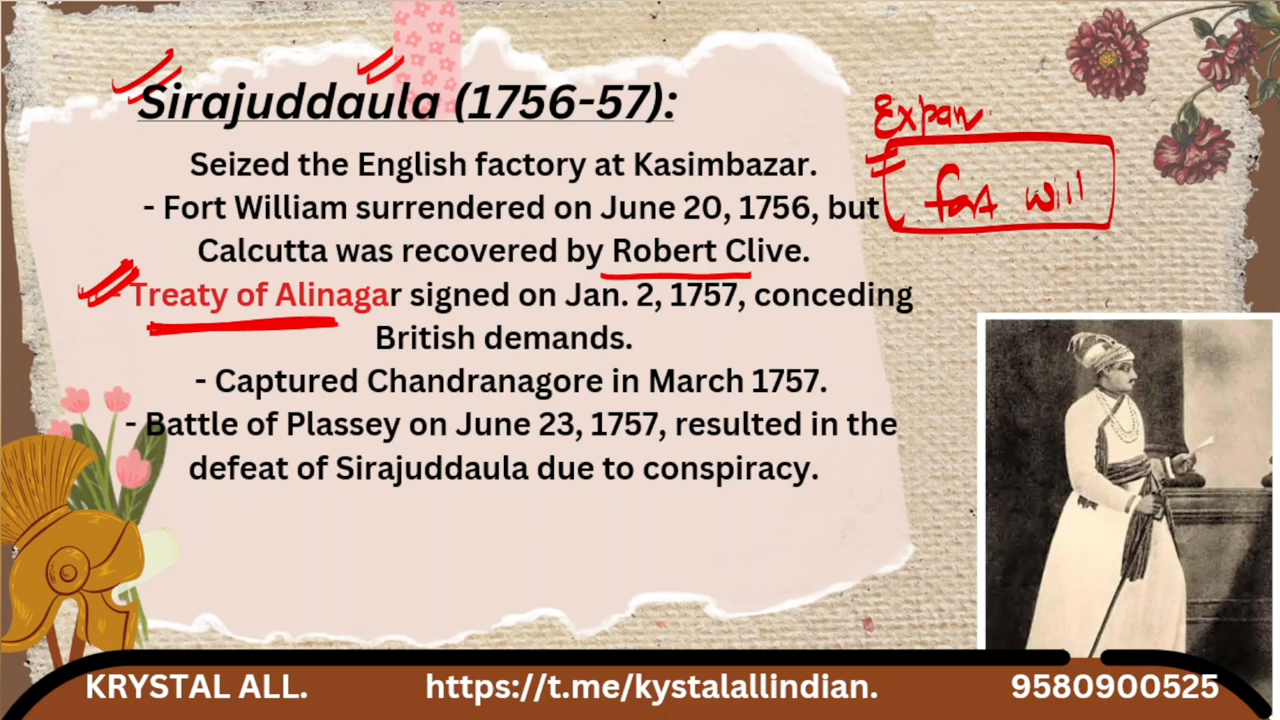 Sirajuddaula (1756-57):
Expan
Seized the English factory at Kasimbazar.
- Fort William surrendered on June 20, 1756, but
fort will
Calcutta was recovered by Robert Clive.
- Treaty of Alinagar signed on Jan. 2, 1757, conceding
British demands.
- Captured Chandranagore in March 1757.
- Battle of Plassey on June 23, 1757, resulted in the
defeat of Sirajuddaula due to conspiracy.
KRYSTAL ALL. https://t.me/kystalallindian. 9580900525